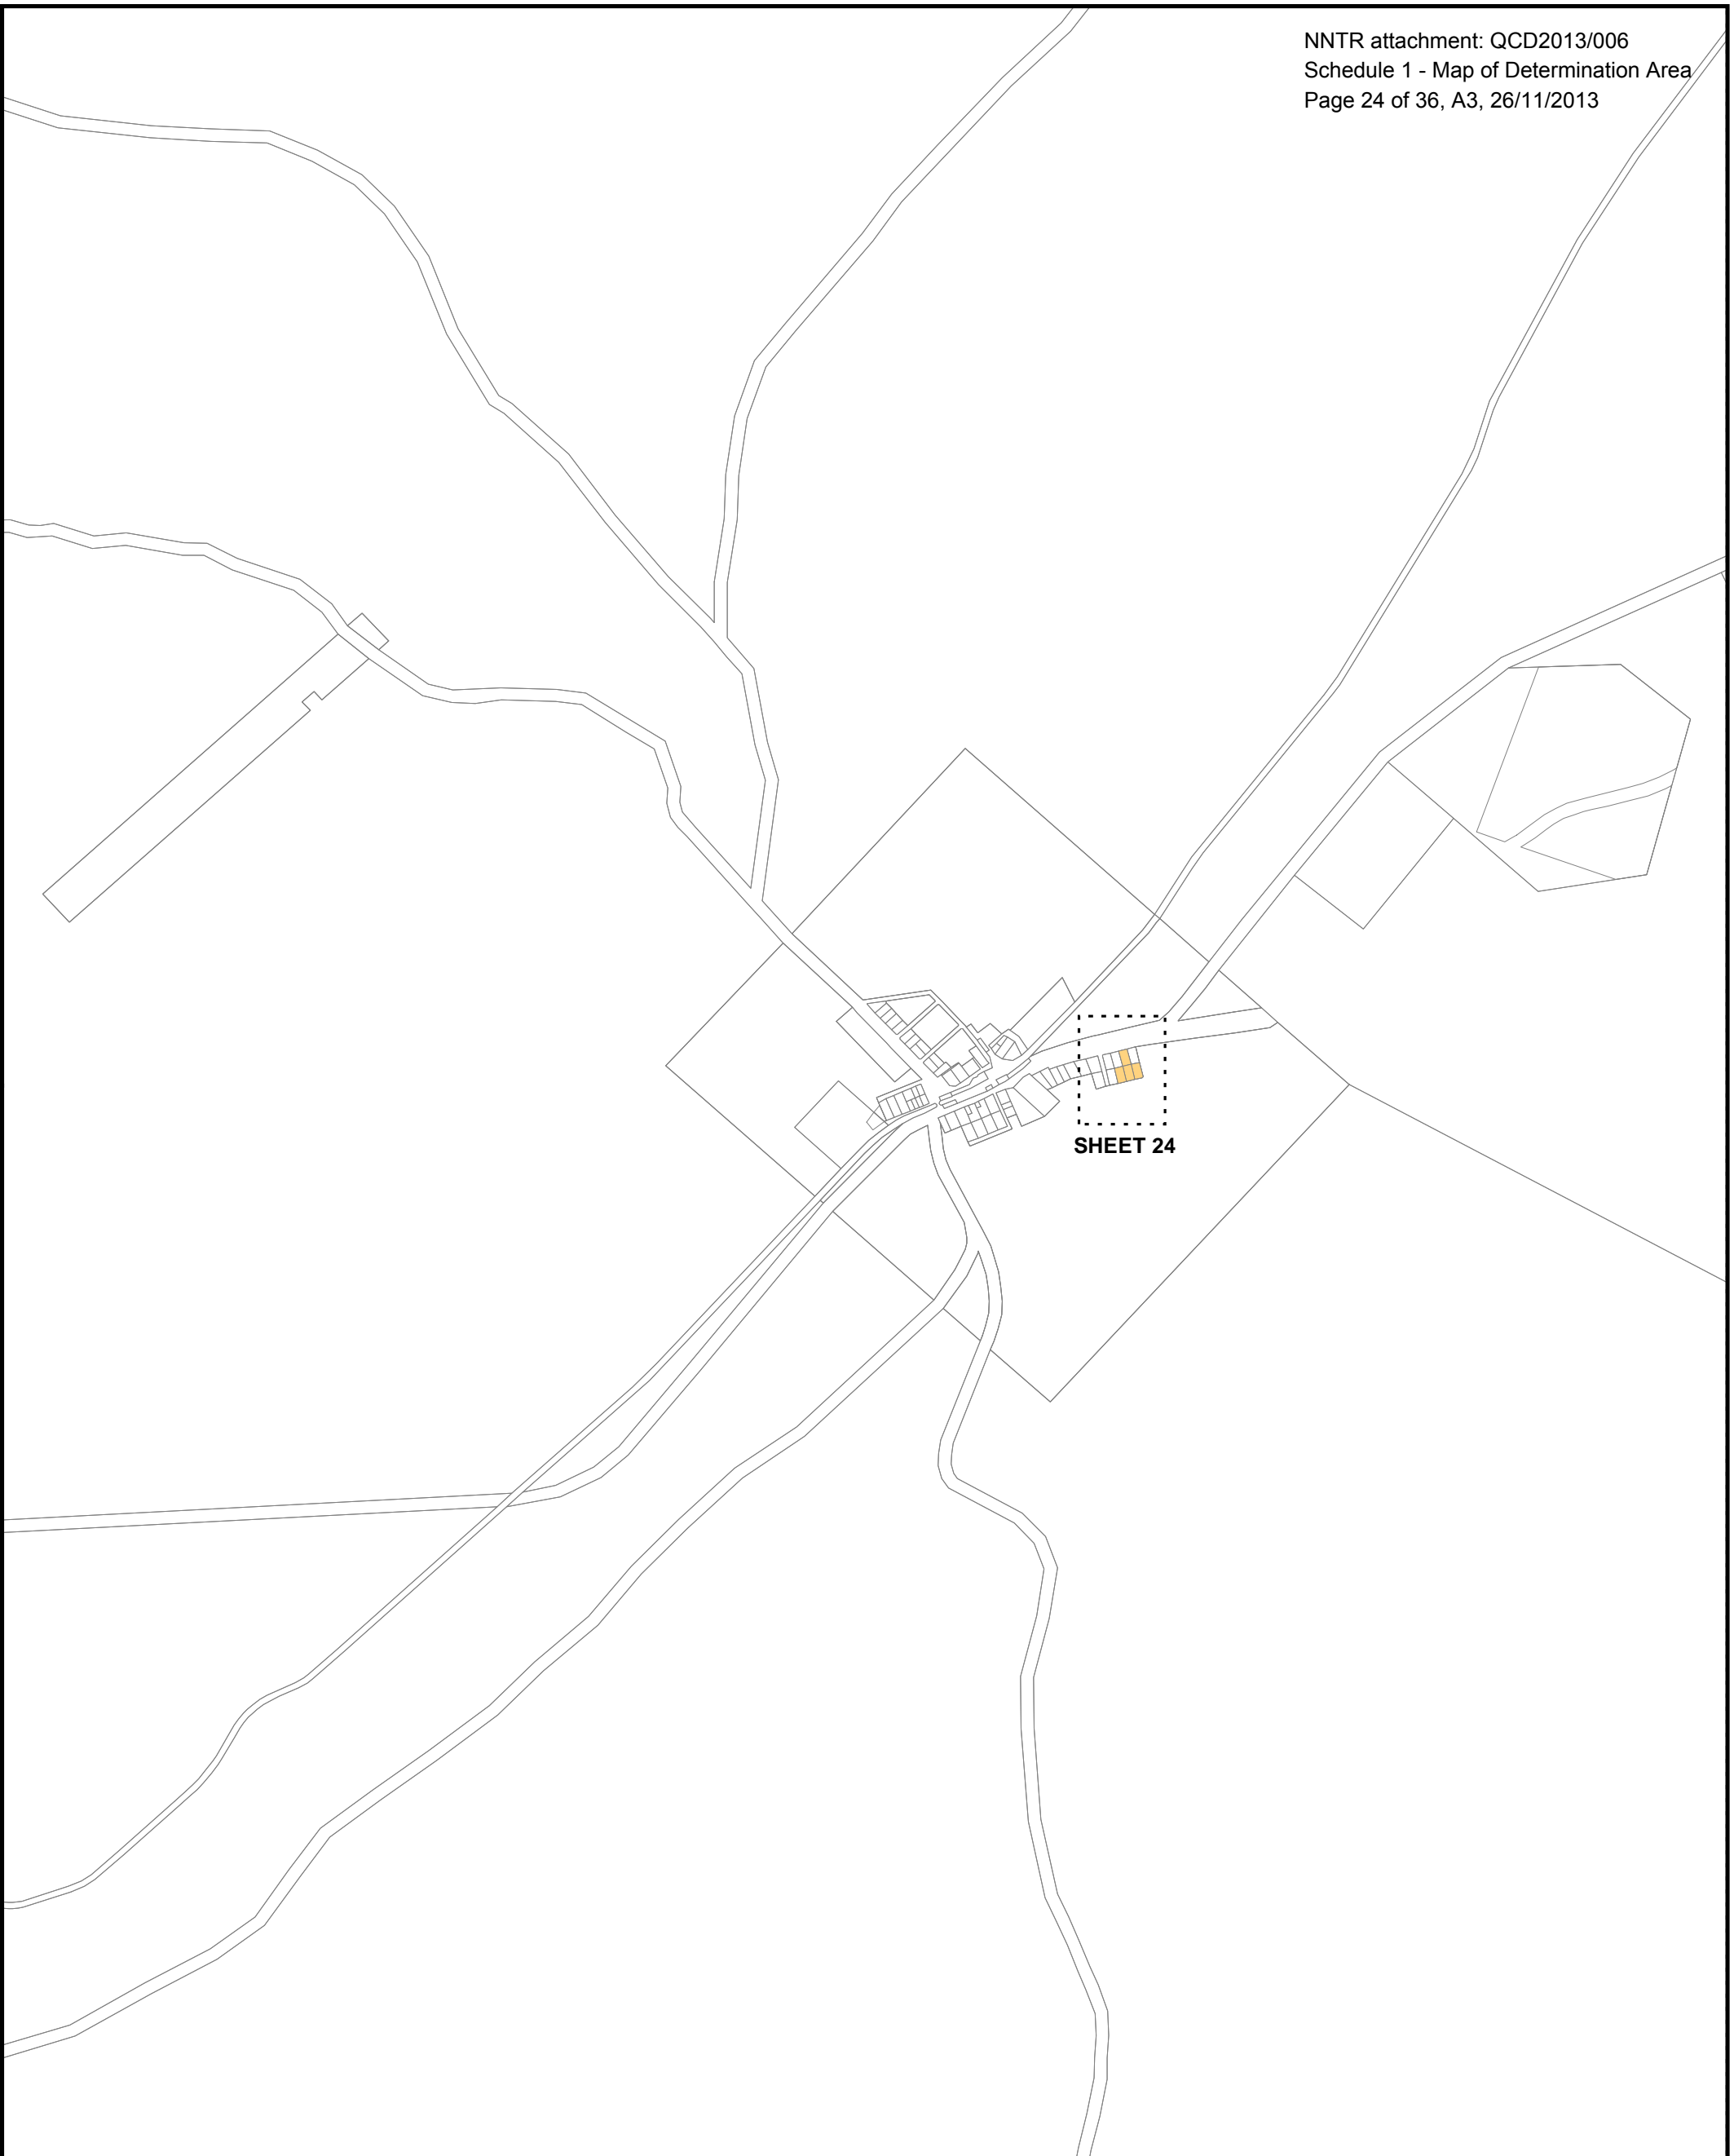 NNTR attachment: QCD2013/006
Schedule 1 - Map of Determination Area
Page 24 of 36, A3, 26/11/2013
SHEET 24